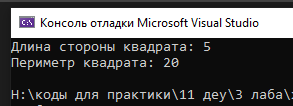 Консоль отладки Microsoft Visual Studio
Длина стороны квадрата: 5
Периметр квадрата: 20
H:\коды для практики\11 деу\3 лаба\